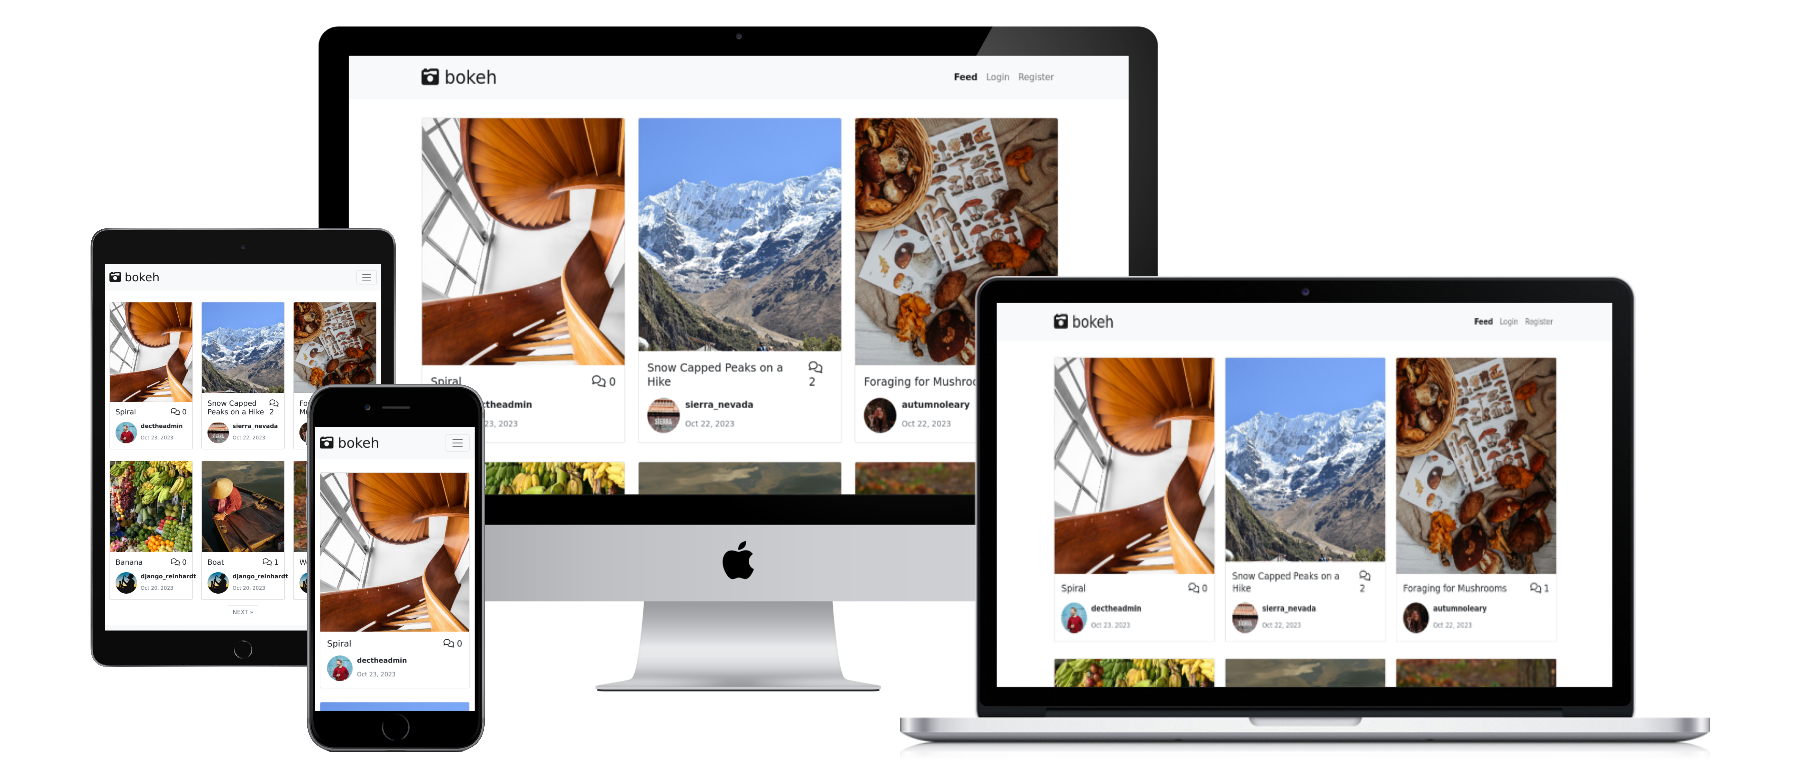 bokeh
Feed Login Register
Spiral 0
Snow Capped Peaks on a
Hike
2
Foraging for Mushroo
ctheadmin
23, 2023
sierra_nevada
Oct 22, 2023
autumnoleary
Oct 22, 2023
bokeh
Spiral 0
Snow Capped
Peaks on a Hike 2
Fo
Mu
dectheadmin
Oct 23, 2023
sierra_nevada
Oct 22, 2023
Banana 0
Boat 1
W
django_reinhardt
Oct 20, 2023
django_reinhardt
Oct 20, 2023
NEXT >
bokeh
Spiral 0
dectheadmin
Oct 23, 2023
bokeh
Feed Login Register
Spiral 0
Snow Capped Peaks on a
Hike
2
Foraging for Mushrooms 1
dectheadmin
Oct 23, 2023
sierra_nevada
Oct 22, 2023
autumnoleary
Oct 22, 2023